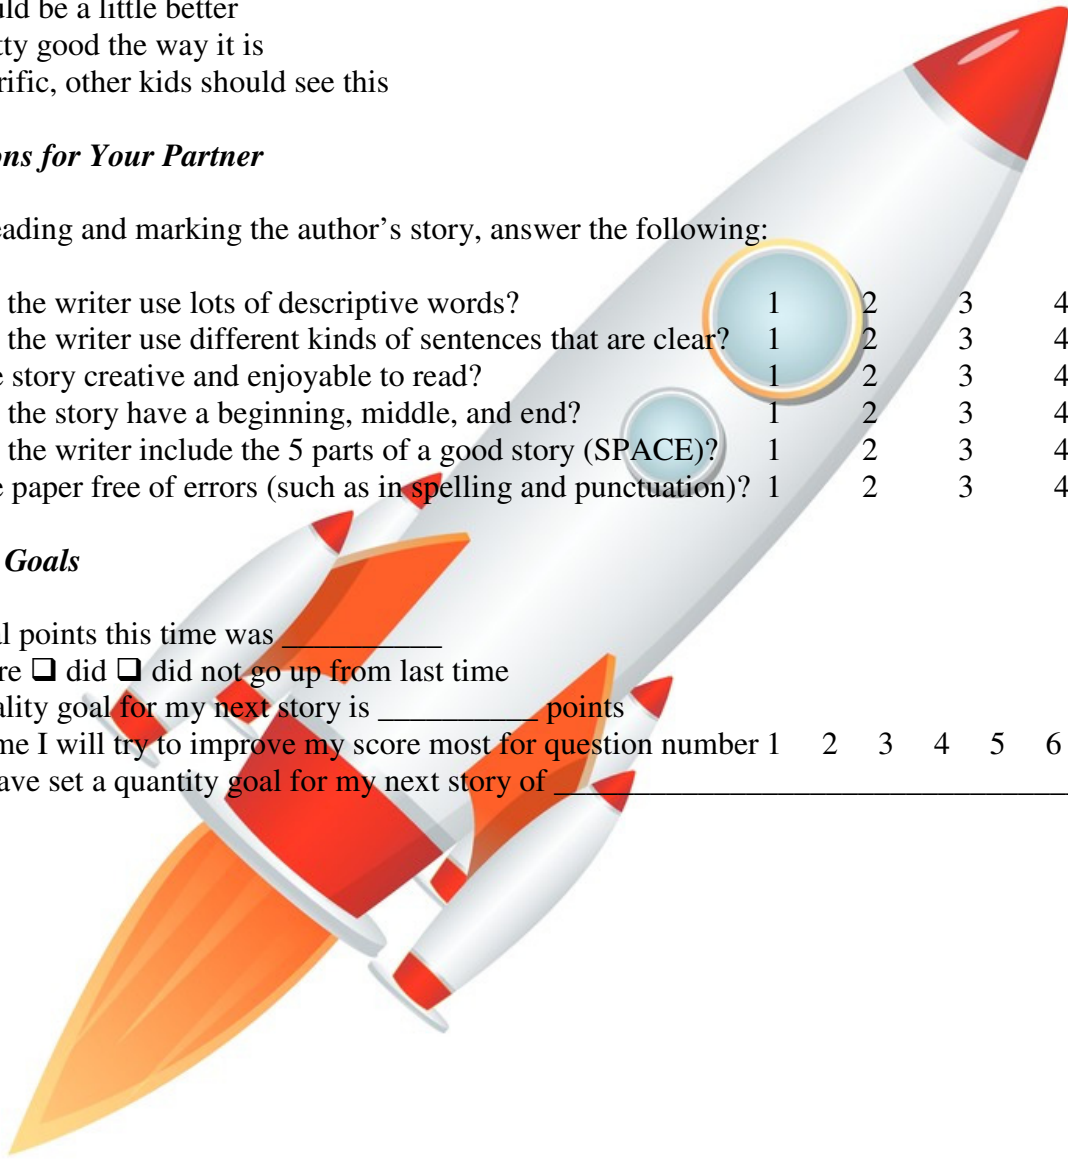 uld be a little better
tty good the way it is
rific, other kids should see this
ons for Your Partner
eading and marking the author's story, answer the following:
the writer use lots of descriptive words? 1 2 3 4
the writer use different kinds of sentences that are clear? 1 2 3 4
e story creative and enjoyable to read? 1 2 3 4
the story have a beginning, middle, and end? 1 2 3 4
the writer include the 5 parts of a good story (SPACE)? 1 2 3 4
e paper free of errors (such as in spelling and punctuation)? 1 2 3 4
Goals
al points this time was __________
re ❑ did ❑ did not go up from last time
ality goal for my next story is __________ points
me I will try to improve my score most for question number 1 2 3 4 5 6
ave set a quantity goal for my next story of ________________________________